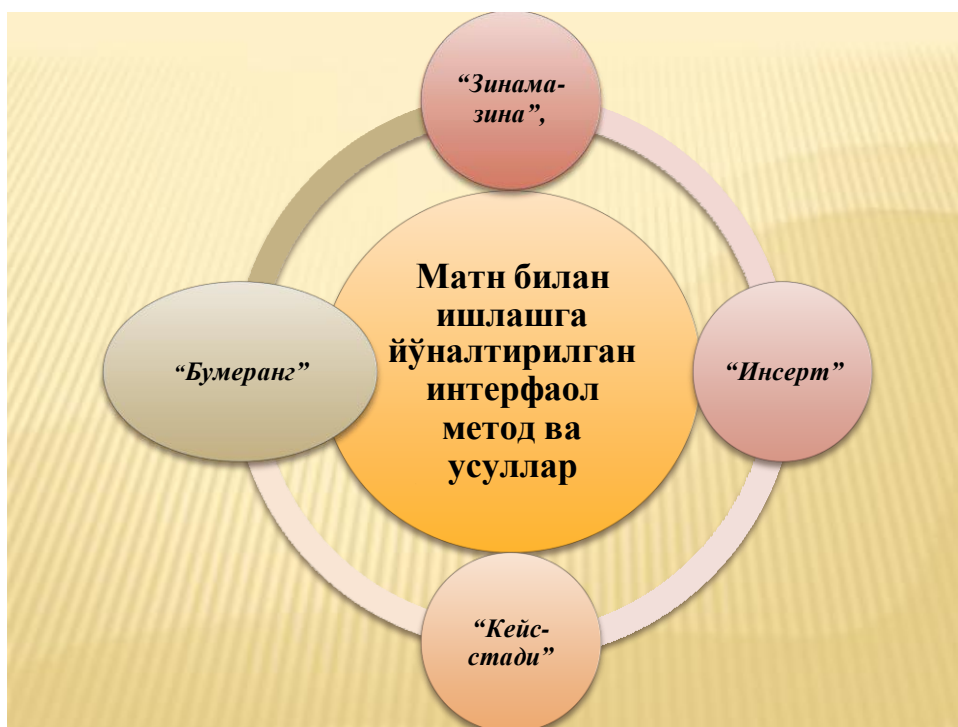 “Зинама-
зина”,
Матн билан
ишлашга
йўналтирилган
интерфаол
метод ва
усуллар
“Бумеранг”
“Инсерт”
“Кейс-
стади”